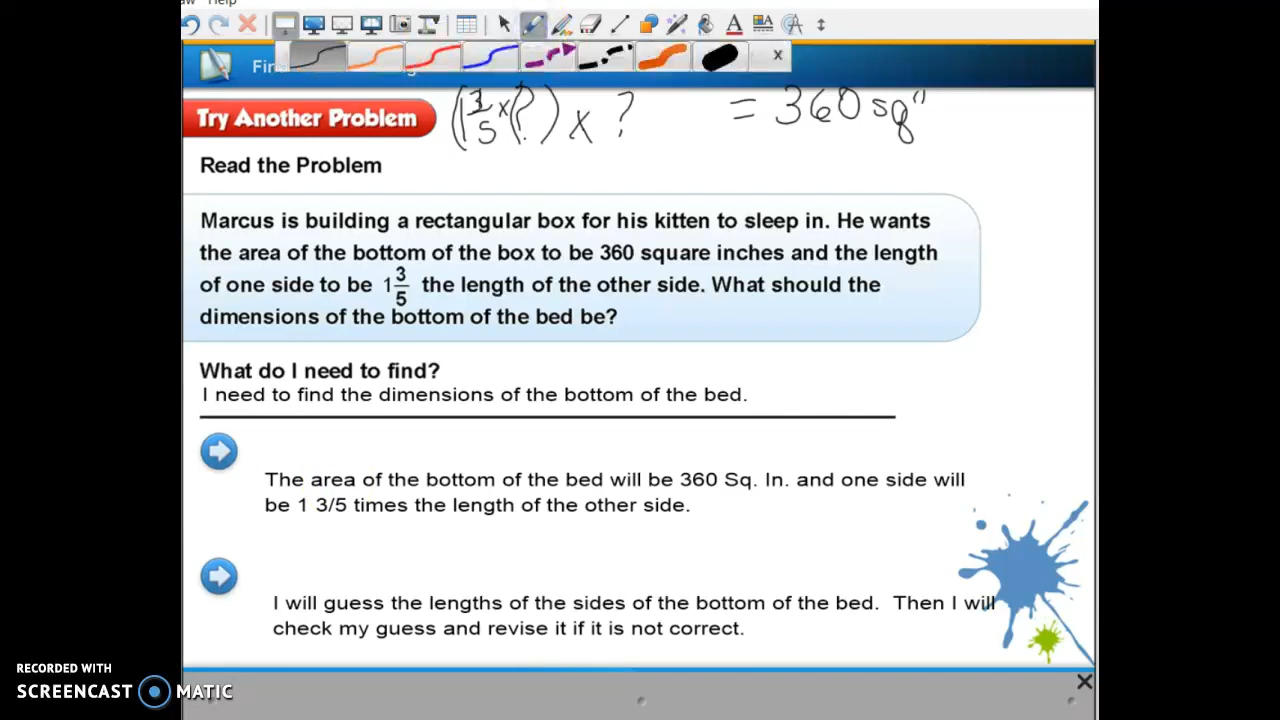 Help
Fin
Try Another Problem (1 3/5 x ?) x ? = 360 sq"
Read the Problem
Marcus is building a rectangular box for his kitten to sleep in. He wants
the area of the bottom of the box to be 360 square inches and the length
of one side to be 1 3/5 the length of the other side. What should the
dimensions of the bottom of the bed be?
What do I need to find?
I need to find the dimensions of the bottom of the bed.
The area of the bottom of the bed will be 360 Sq. In. and one side will
be 1 3/5 times the length of the other side.
I will guess the lengths of the sides of the bottom of the bed. Then I will
check my guess and revise it if it is not correct.
RECORDED WITH
SCREENCAST MATIC